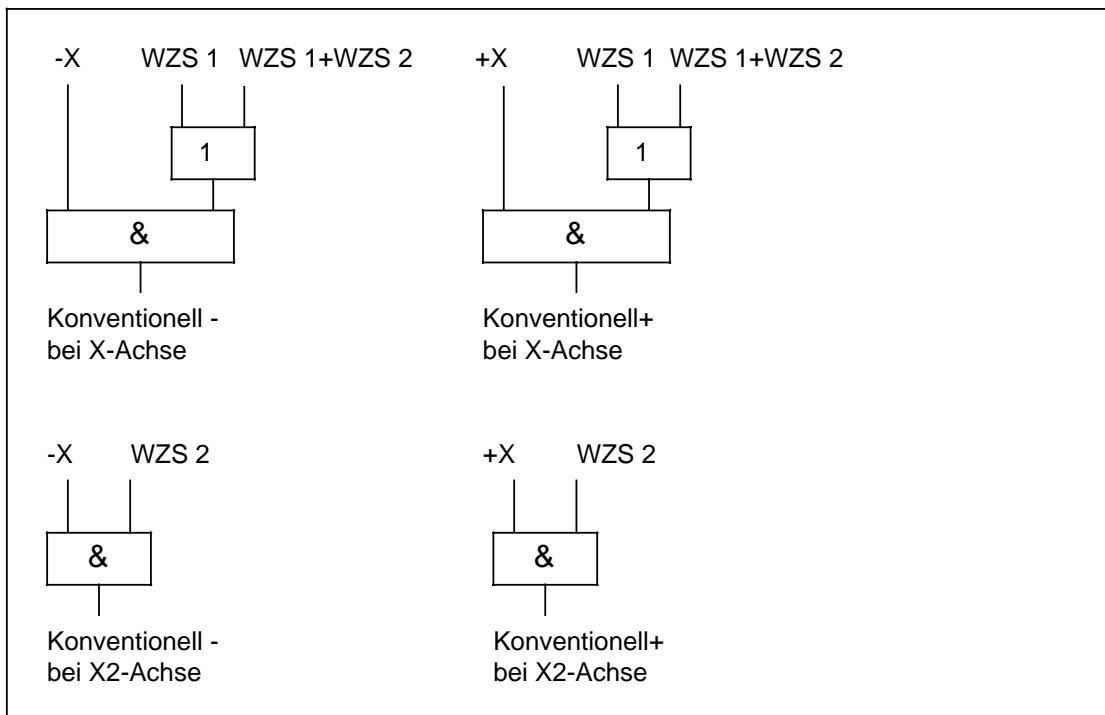 -X WZS 1 WZS 1+WZS 2 +X WZS 1 WZS 1+WZS 2
1 1
& &
Konventionell - Konventionell+
bei X-Achse bei X-Achse
-X WZS 2 +X WZS 2
& &
Konventionell - Konventionell+
bei X2-Achse bei X2-Achse